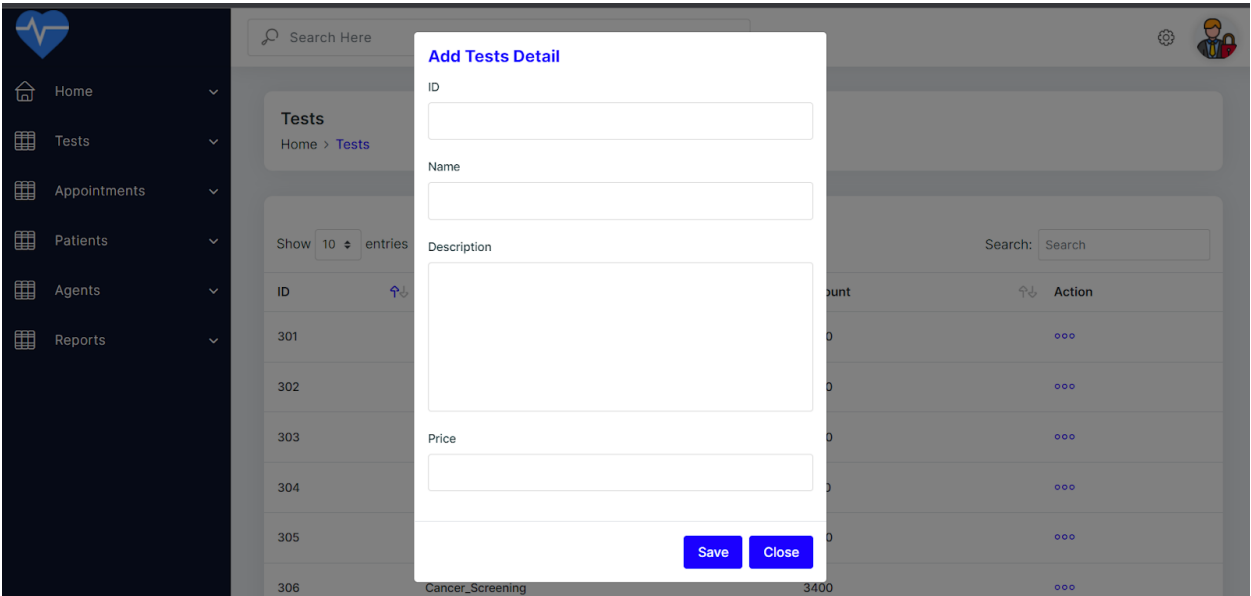 Search Here
Home
Tests
Appointments
Patients
Agents
Reports
Tests
Home > Tests
Show 10 entries
Search: Search
ID Action
301
302
303
304
305
306 Cancer_Screening 3400
Add Tests Detail
ID
Name
Description
Price
Save Close